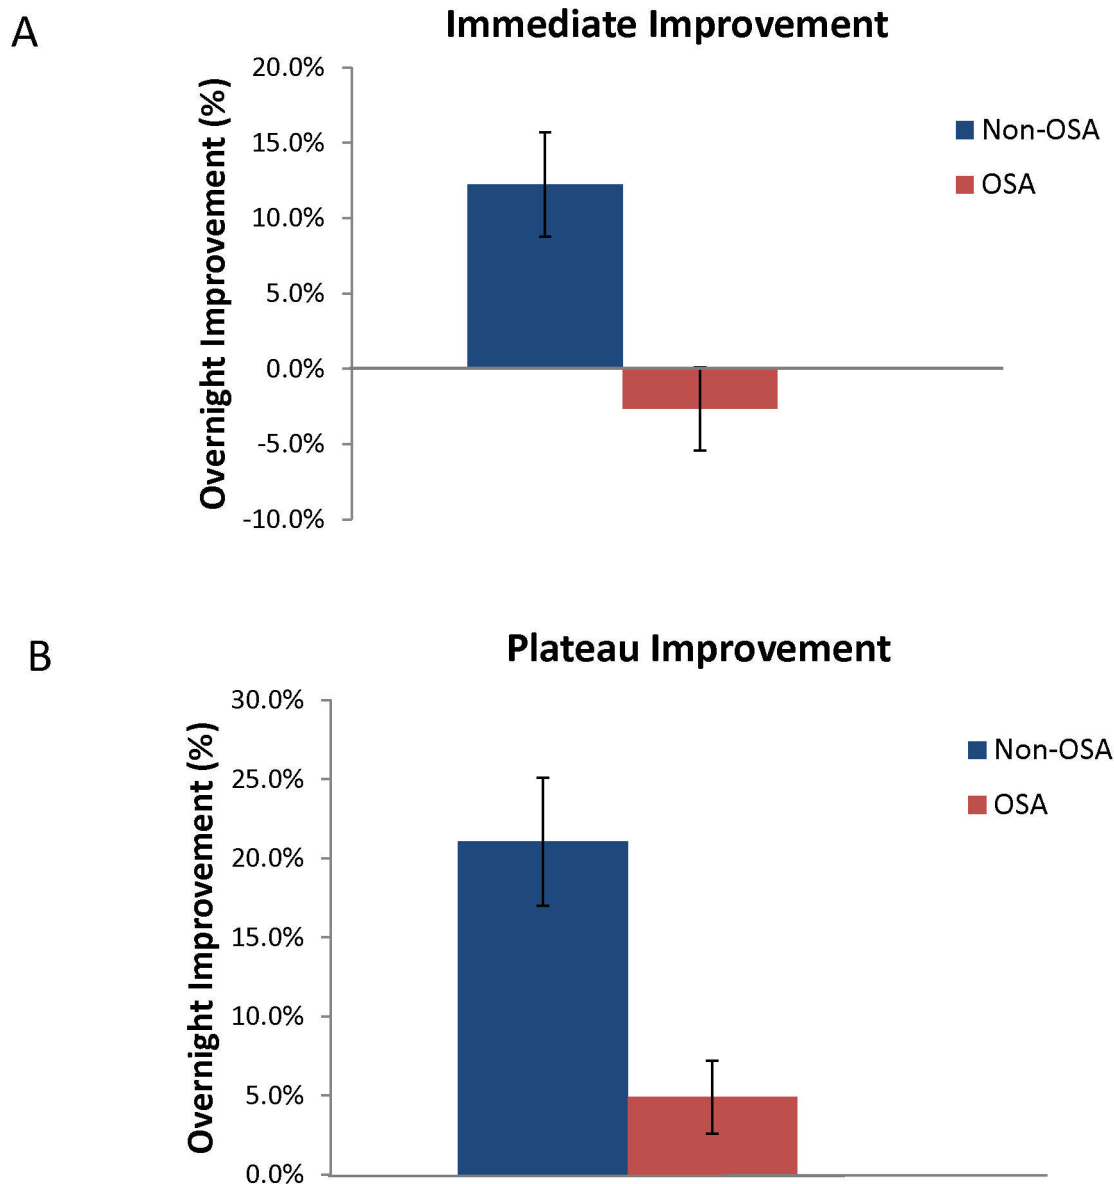 A
Immediate Improvement
Overnight Improvement (%)
20.0%
15.0%
10.0%
5.0%
0.0%
-5.0%
-10.0%
Non-OSA
OSA
B
Plateau Improvement
Overnight Improvement (%)
30.0%
25.0%
20.0%
15.0%
10.0%
5.0%
0.0%
Non-OSA
OSA